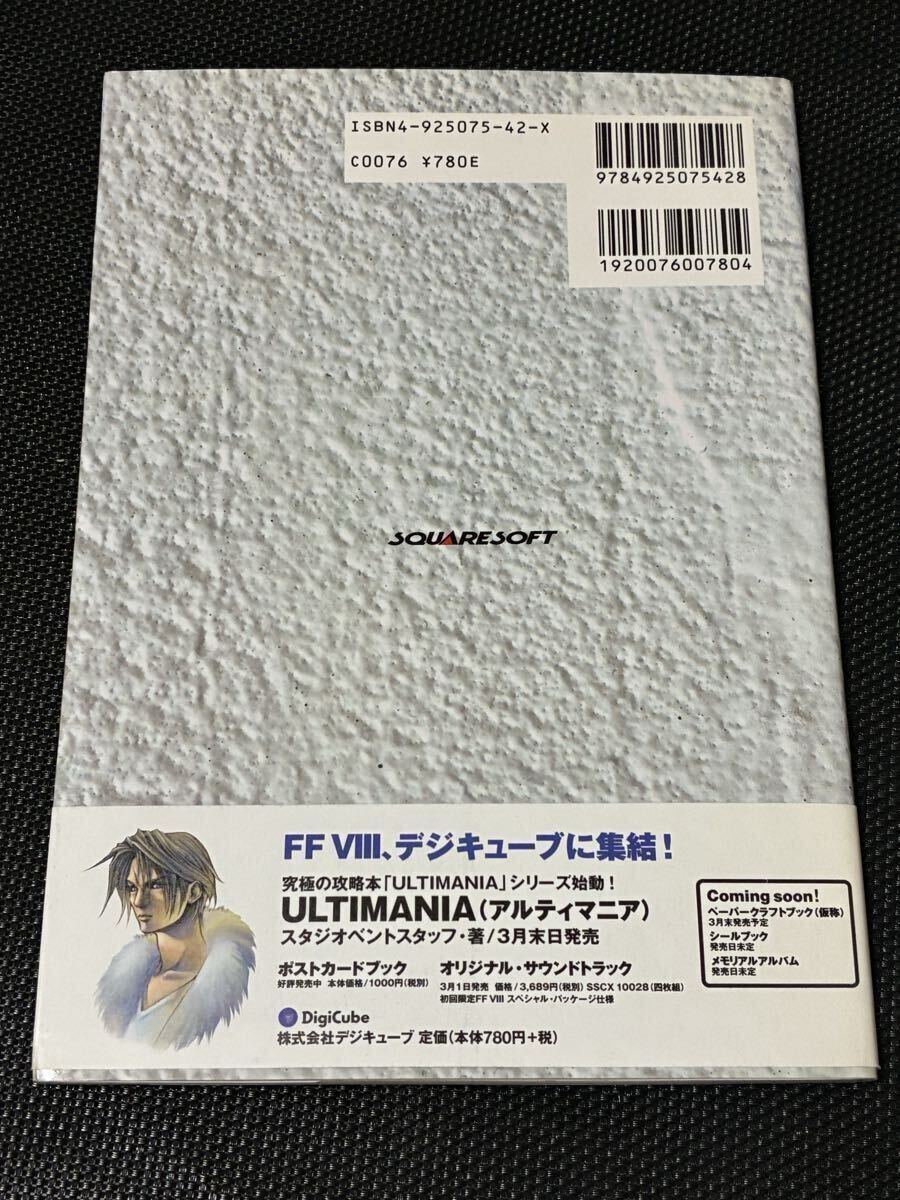 ISBN4-925075-42-X
C0076 ¥780E
9784925075428
1920076007804
SQUARESOFT
FF VIII、デジキューブに集結!
究極の攻略本「ULTIMANIA」シリーズ始動!
ULTIMANIA(アルティマニア)
スタジオベントスタッフ・著/3月末日発売
ポストカードブック
好評発売中 本体価格/1000円(税別)
オリジナル・サウンドトラック
3月1日発売 価格/3,689円(税別) SSCX 10028(四枚組)
初回限定FF VIII スペシャル・パッケージ仕様
Coming soon!
ペーパークラフトブック(仮称)
3月末発売予定
シールブック
発売日未定
メモリアルアルバム
発売日未定
DigiCube
株式会社デジキューブ 定価(本体780円+税)